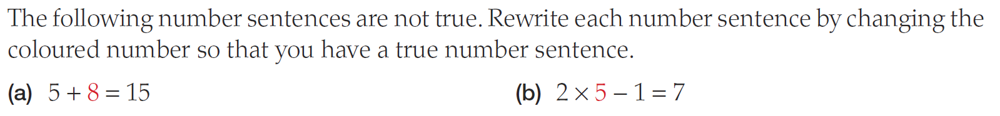 The following number sentences are not true. Rewrite each number sentence by changing the
coloured number so that you have a true number sentence.
(a) 5 + 8 = 15 (b) 2 × 5 – 1 = 7